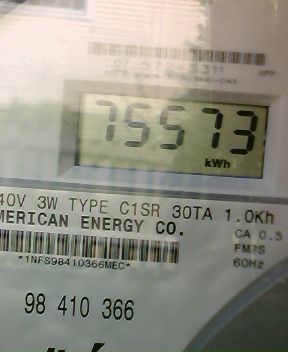 75573
kWh
40V 3W TYPE C1SR 30TA 1.0Kh
MERICAN ENERGY CO.
CA 0.5
FM2S
*1NFS98410366MEC*
60Hz
98 410 366